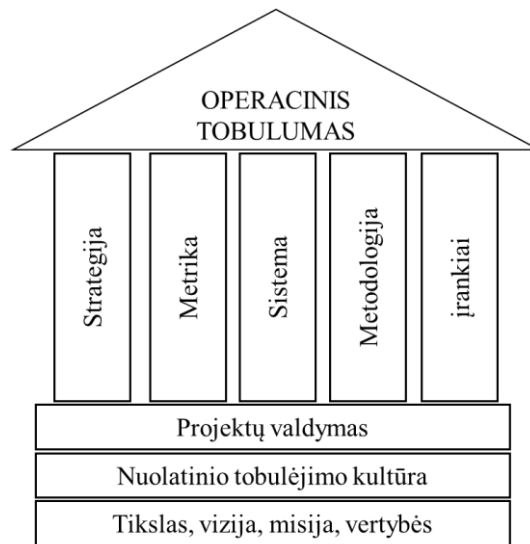 OPERACINIS
TOBULUMAS
Strategija
Metrika
Sistema
Metodologija
įrankiai
Projektų valdymas
Nuolatinio tobulėjimo kultūra
Tikslas, vizija, misija, vertybės